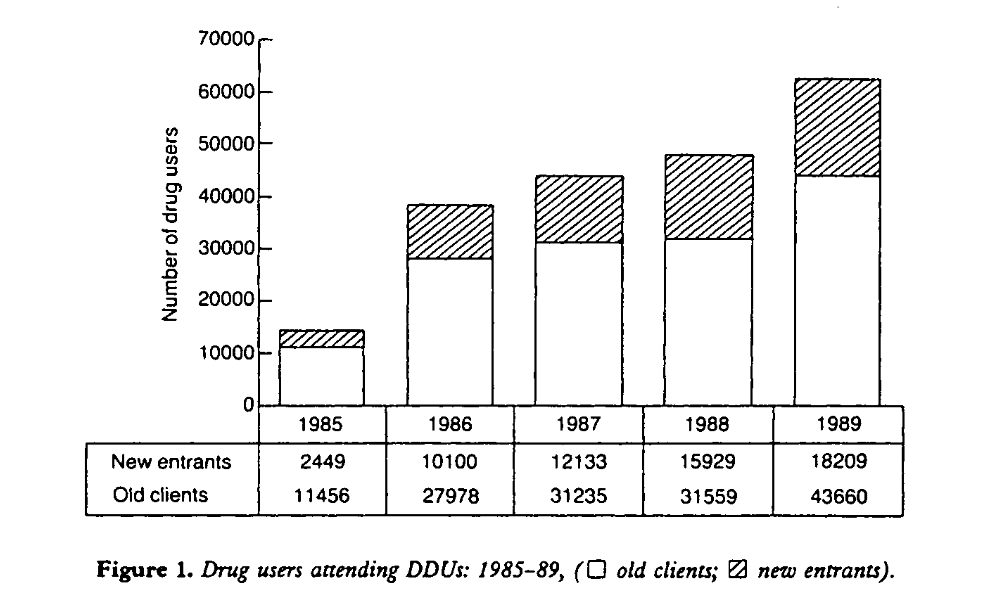 70000
60000
50000
40000
30000
20000
10000
0
Number of drug users
1985 1986 1987 1988 1989
New entrants 2449 10100 12133 15929 18209
Old clients 11456 27978 31235 31559 43660
Figure 1. Drug users attending DDUs: 1985–89, (□ old clients; ▨ new entrants).